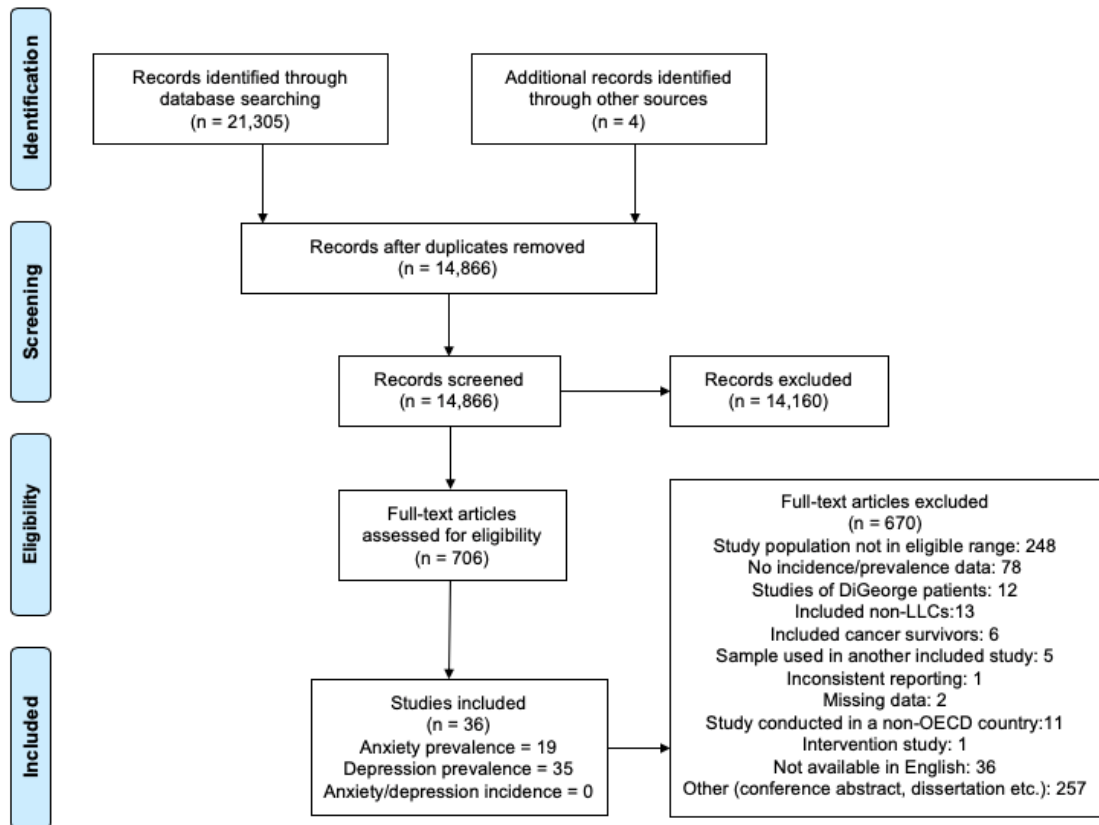 Identification
Records identified through
database searching
(n = 21,305)
Additional records identified
through other sources
(n = 4)
Screening
Records after duplicates removed
(n = 14,866)
Records screened
(n = 14,866)
Records excluded
(n = 14,160)
Eligibility
Full-text articles
assessed for eligibility
(n = 706)
Full-text articles excluded
(n = 670)
Study population not in eligible range: 248
No incidence/prevalence data: 78
Studies of DiGeorge patients: 12
Included non-LLCs:13
Included cancer survivors: 6
Sample used in another included study: 5
Inconsistent reporting: 1
Missing data: 2
Study conducted in a non-OECD country:11
Intervention study: 1
Not available in English: 36
Other (conference abstract, dissertation etc.): 257
Included
Studies included
(n = 36)
Anxiety prevalence = 19
Depression prevalence = 35
Anxiety/depression incidence = 0